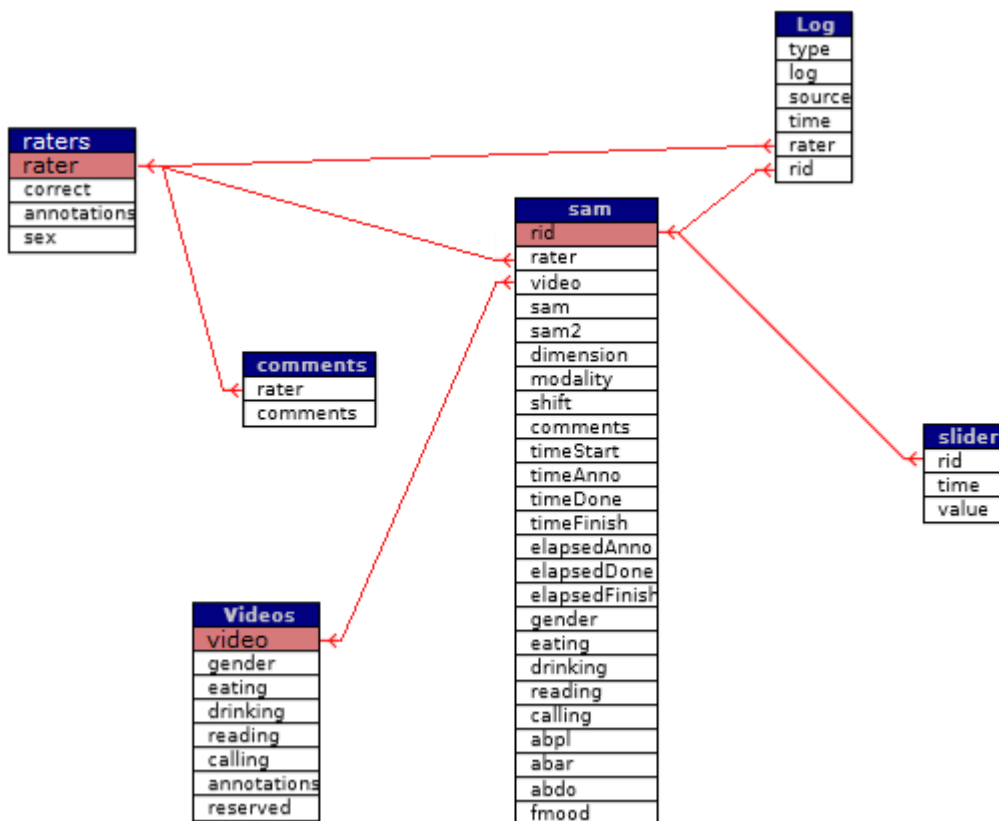 Log
type
log
source
time
rater
rid
raters
rater
correct
annotations
sex
sam
rid
rater
video
sam
sam2
dimension
modality
shift
comments
timeStart
timeAnno
timeDone
timeFinish
elapsedAnno
elapsedDone
elapsedFinish
gender
eating
drinking
reading
calling
abpl
abar
abdo
fmood
comments
rater
comments
slider
rid
time
value
Videos
video
gender
eating
drinking
reading
calling
annotations
reserved